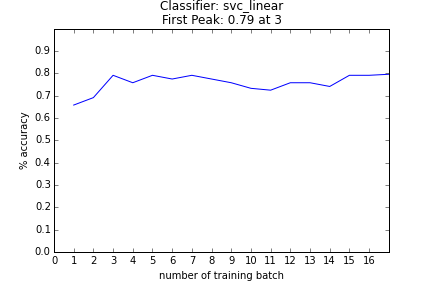 Classifier: svc_linear
First Peak: 0.79 at 3
0.9
0.8
0.7
0.6
0.5
0.4
0.3
0.2
0.1
0.0
% accuracy
0 1 2 3 4 5 6 7 8 9 10 11 12 13 14 15 16
number of training batch